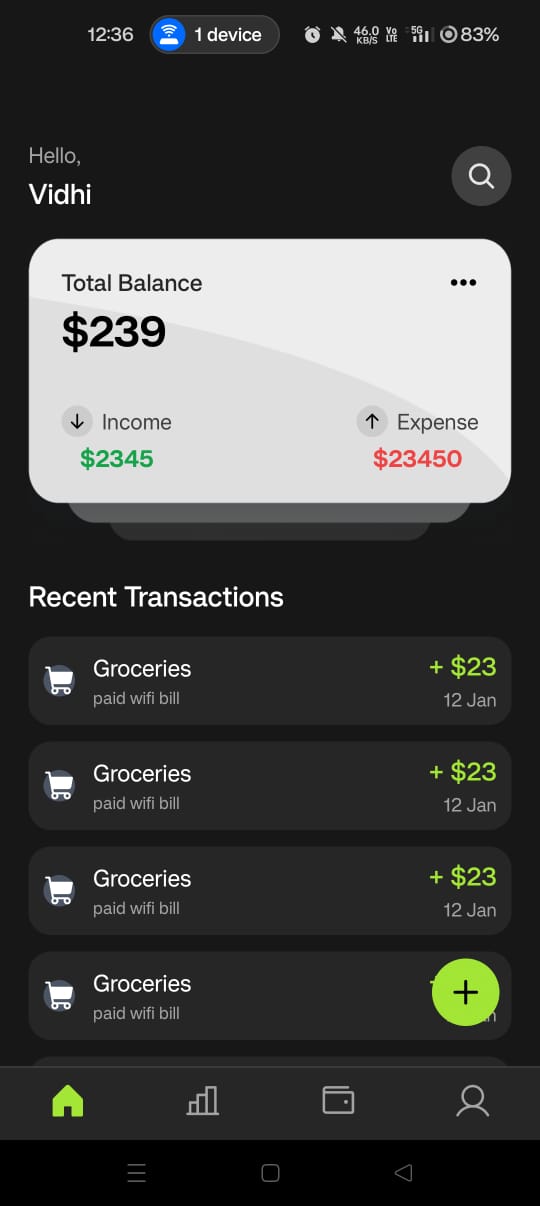 12:36 1 device 46.0 KB/S Vo LTE 5G 83%
Hello,
Vidhi
Total Balance
$239
Income Expense
$2345 $23450
Recent Transactions
Groceries + $23
paid wifi bill 12 Jan
Groceries + $23
paid wifi bill 12 Jan
Groceries + $23
paid wifi bill 12 Jan
Groceries
paid wifi bill